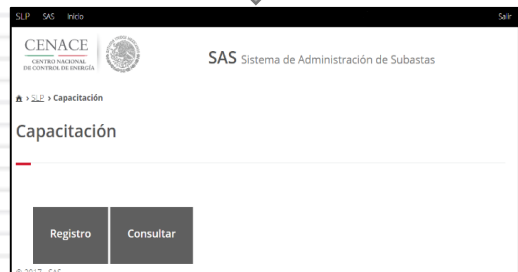 SLP SAS Inicio Salir
CENACE
CENTRO NACIONAL
DE CONTROL DE ENERGÍA
SAS Sistema de Administración de Subastas
> SLP > Capacitación
Capacitación
Registro Consultar
© 2017 - SAS